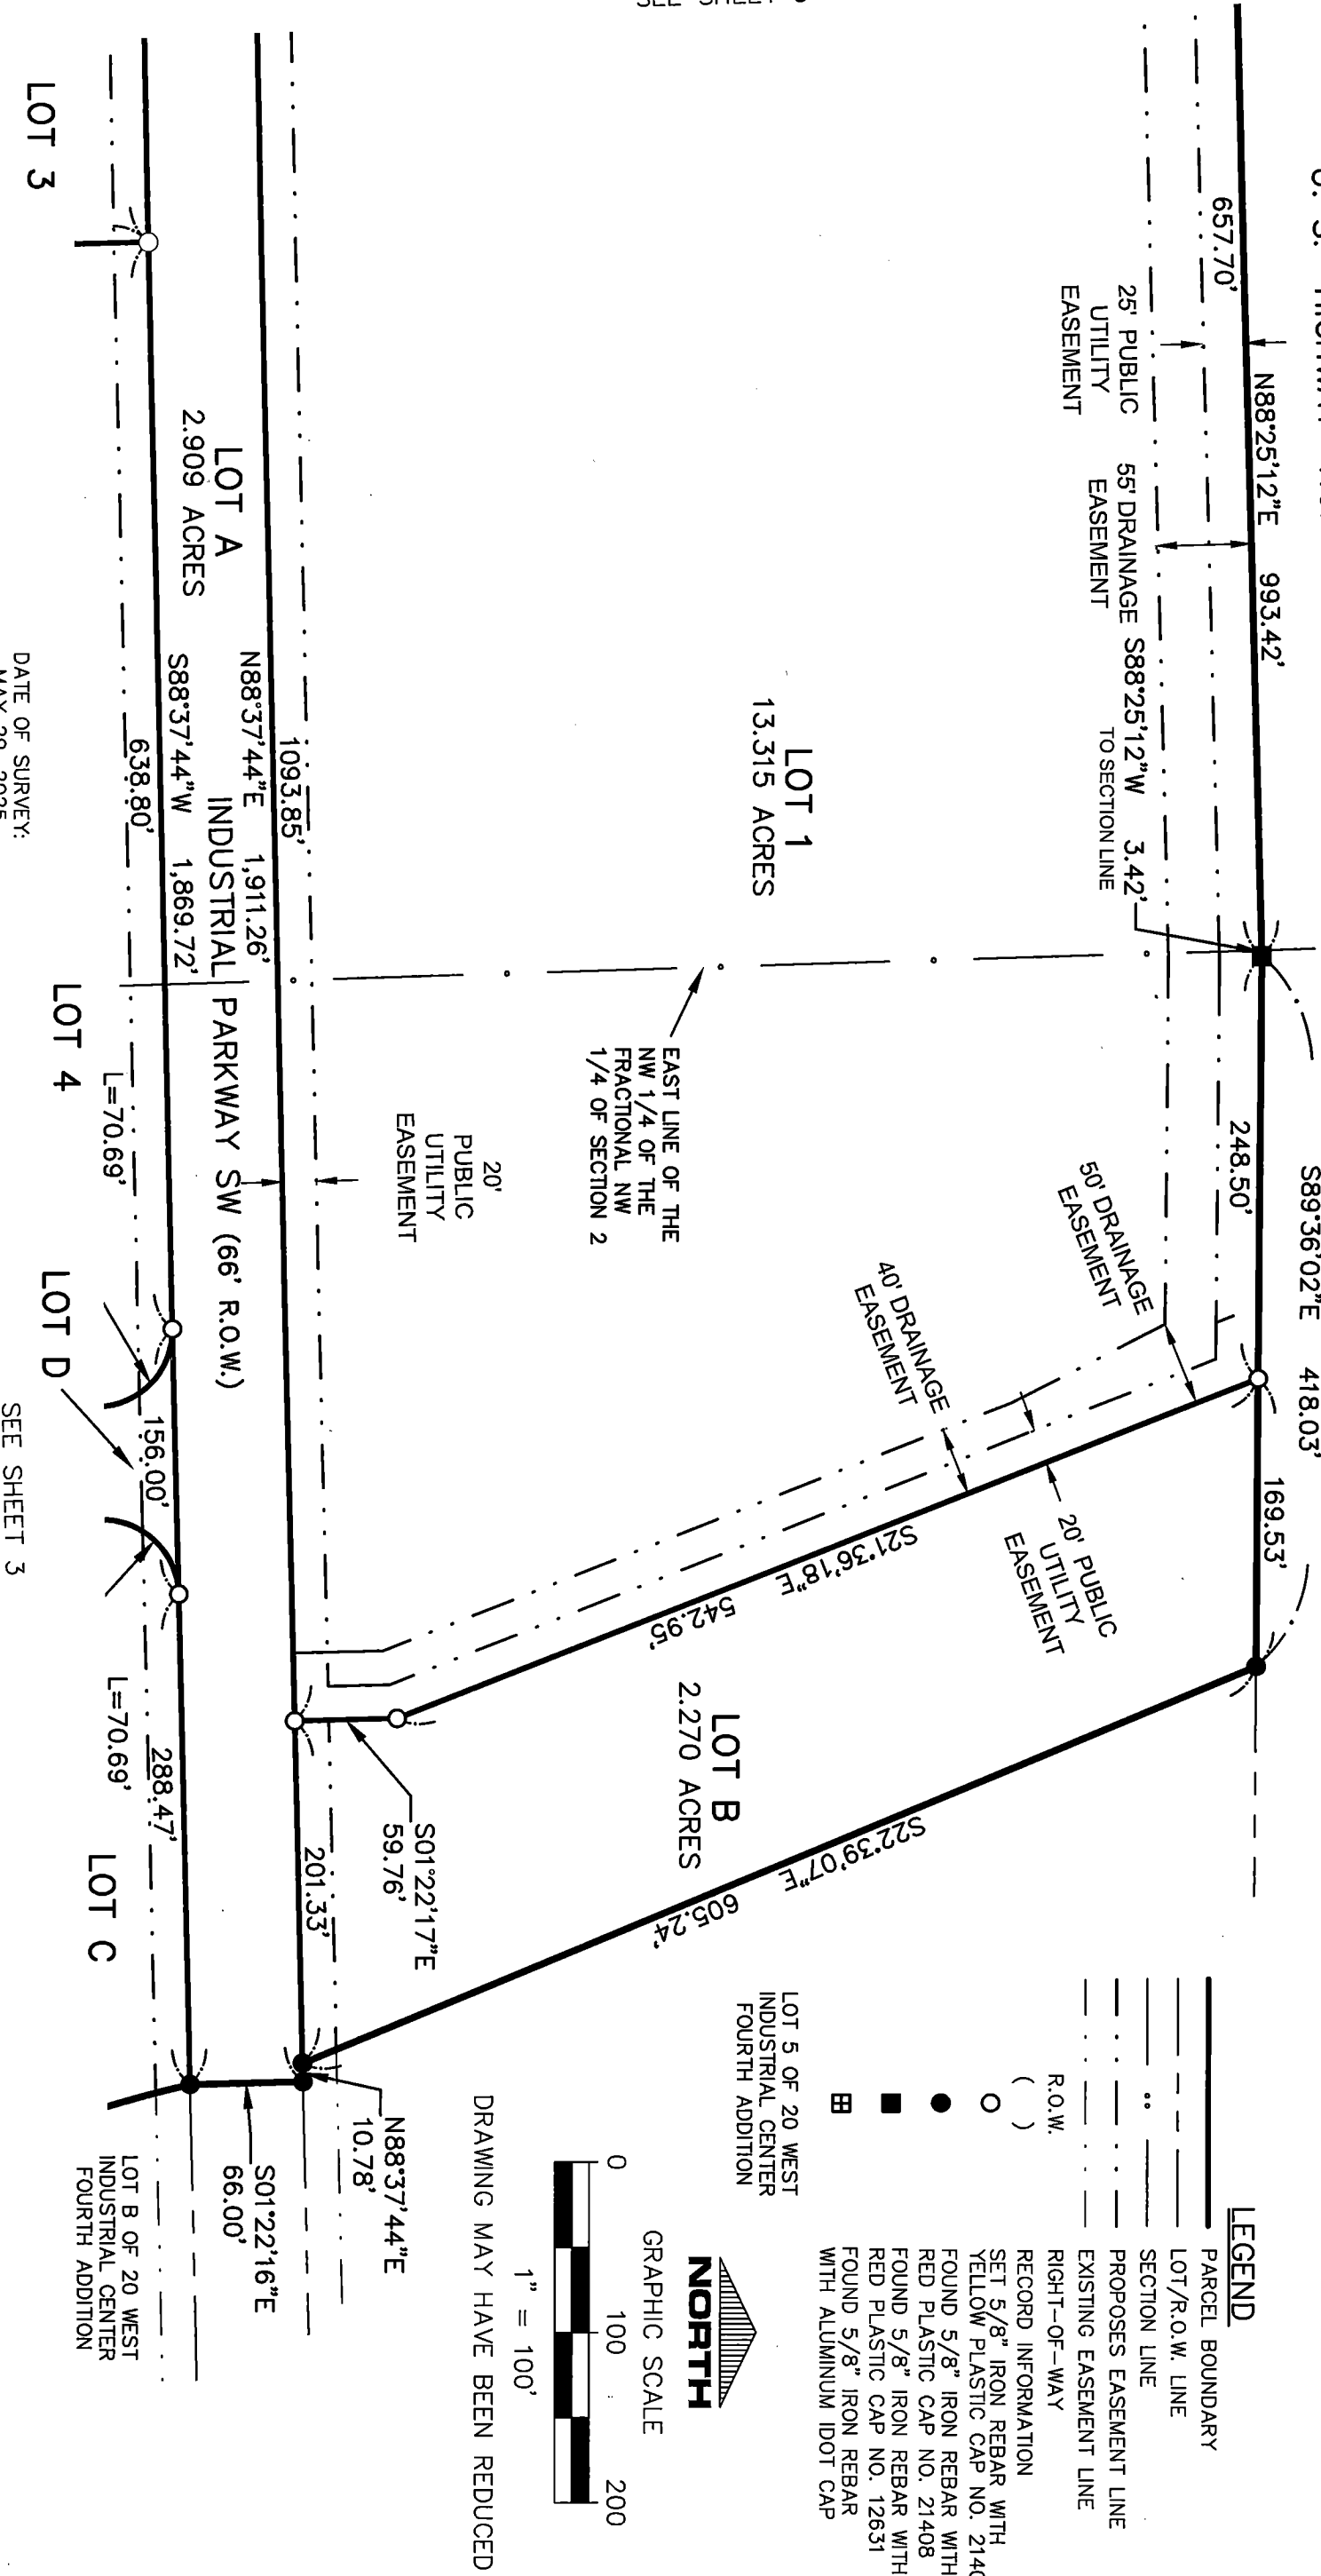 SEE SHEET
657.70'
N88°25'12"E 993.42'
S89°36'02"E 418.03'
248.50'
169.53'
25' PUBLIC
UTILITY
EASEMENT
55' DRAINAGE
EASEMENT
S88°25'12"W 3.42'
TO SECTION LINE
50' DRAINAGE
EASEMENT
40' DRAINAGE
EASEMENT
20' PUBLIC
UTILITY
EASEMENT
S21°36'18"E
542.95'
S22°39'07"E
605.24'
LOT 1
13.315 ACRES
EAST LINE OF THE
NW 1/4 OF THE
FRACTIONAL NW
1/4 OF SECTION 2
LOT B
2.270 ACRES
20'
PUBLIC
UTILITY
EASEMENT
S01°22'17"E
59.76'
1093.85'
201.33'
N88°37'44"E 1,911.26'
N88°37'44"E
10.78'
LOT A
2.909 ACRES
INDUSTRIAL PARKWAY SW (66' R.O.W.)
S88°37'44"W 1,869.72'
S01°22'16"E
66.00'
638.80'
156.00'
288.47'
L=70.69'
L=70.69'
LOT 3
LOT 4
LOT D
LOT C
DATE OF SURVEY:
SEE SHEET 3
LEGEND
PARCEL BOUNDARY
LOT/R.O.W. LINE
SECTION LINE
PROPOSES EASEMENT LINE
EXISTING EASEMENT LINE
R.O.W. RIGHT-OF-WAY
( ) RECORD INFORMATION
SET 5/8" IRON REBAR WITH
YELLOW PLASTIC CAP NO.
FOUND 5/8" IRON REBAR WITH
RED PLASTIC CAP NO. 21408
FOUND 5/8" IRON REBAR WITH
RED PLASTIC CAP NO. 12631
FOUND 5/8" IRON REBAR
WITH ALUMINUM IDOT CAP
LOT 5 OF 20 WEST
INDUSTRIAL CENTER
FOURTH ADDITION
NORTH
GRAPHIC SCALE
0 100 200
1" = 100'
DRAWING MAY HAVE BEEN REDUCED
LOT B OF 20 WEST
INDUSTRIAL CENTER
FOURTH ADDITION